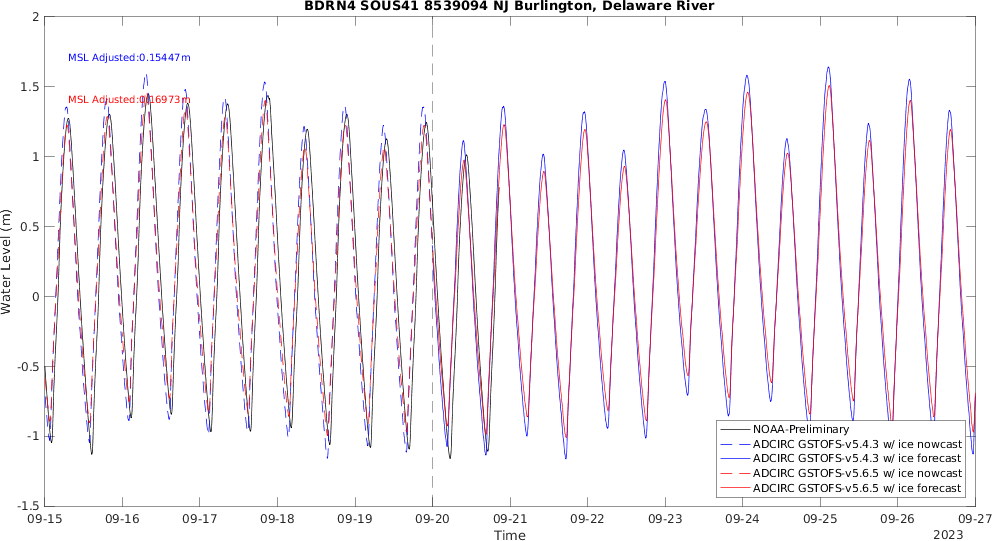 BDRN4 SOUS41 8539094 NJ Burlington, Delaware River
2
1.5
1
0.5
0
-0.5
-1
-1.5
Water Level (m)
MSL Adjusted:0.15447m
MSL Adjusted:0.16973m
NOAA-Preliminary
ADCIRC GSTOFS-v5.4.3 w/ ice nowcast
ADCIRC GSTOFS-v5.4.3 w/ ice forecast
ADCIRC GSTOFS-v5.6.5 w/ ice nowcast
ADCIRC GSTOFS-v5.6.5 w/ ice forecast
09-15 09-16 09-17 09-18 09-19 09-20 09-21 09-22 09-23 09-24 09-25 09-26 09-27
Time
2023